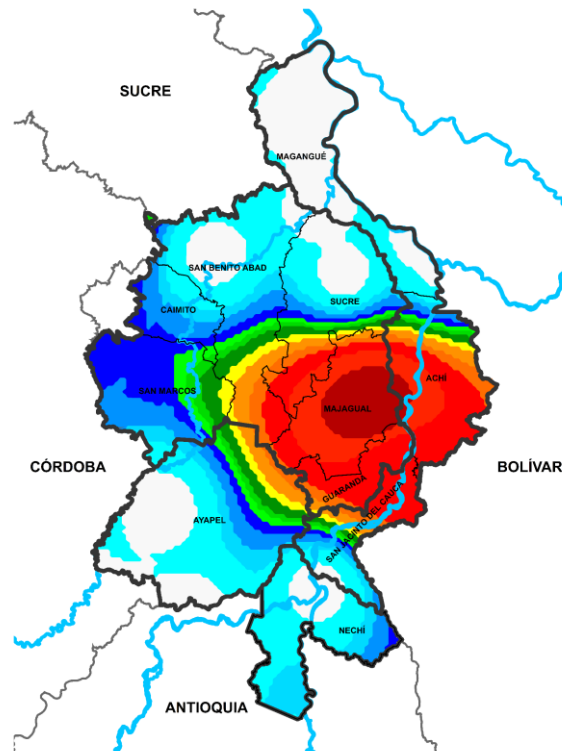 SUCRE
MAGANGUÉ
SAN BENITO ABAD
SUCRE
CAIMITO
SAN MARCOS
ACHÍ
MAJAGUAL
CÓRDOBA
BOLÍVAR
GUARANDA
AYAPEL
SAN JACINTO DEL CAUCA
NECHÍ
ANTIOQUIA